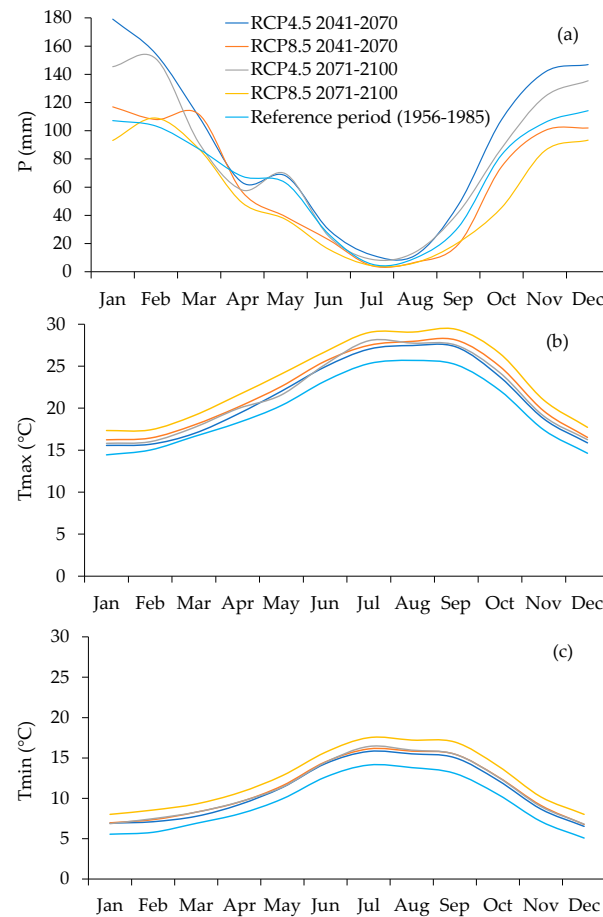 180
160
140
120
100
80
60
40
20
0
P (mm)
RCP4.5 2041-2070
RCP8.5 2041-2070
RCP4.5 2071-2100
RCP8.5 2071-2100
Reference period (1956-1985)
(a)
Jan Feb Mar Apr May Jun Jul Aug Sep Oct Nov Dec
30
25
20
15
10
5
0
Tmax (°C)
(b)
Jan Feb Mar Apr May Jun Jul Aug Sep Oct Nov Dec
30
25
20
15
10
5
0
Tmin (°C)
(c)
Jan Feb Mar Apr May Jun Jul Aug Sep Oct Nov Dec